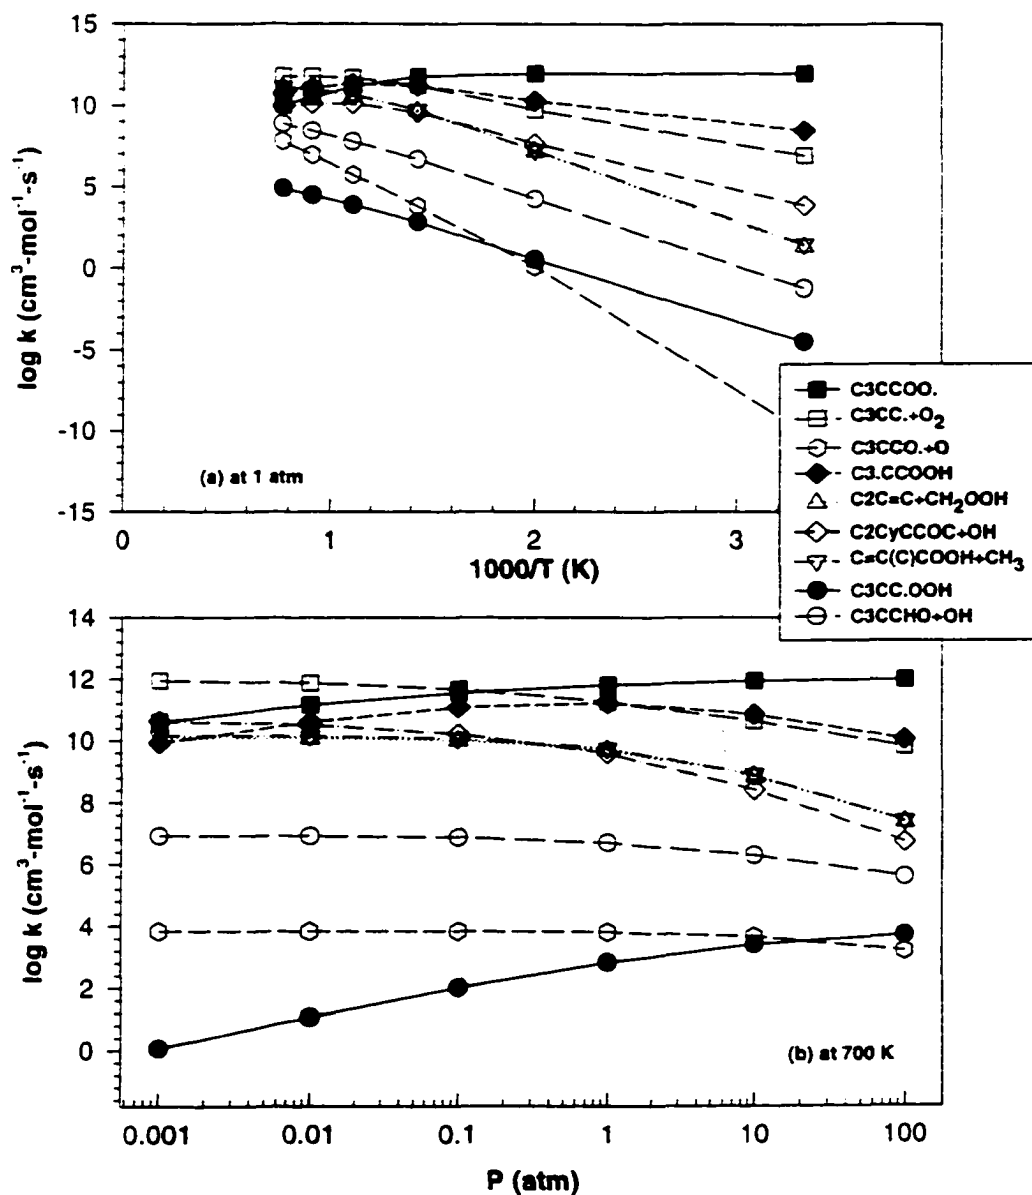 15
10
5
0
-5
-10
-15
log k (cm³-mol⁻¹-s⁻¹)
(a) at 1 atm
0
1
2
3
1000/T (K)
C3CCOO.
C3CC.+O₂
C3CCO.+O
C3.CCOOH
C2C=C+CH₂OOH
C2CyCCOC+OH
C=C(C)COOH+CH₃
C3CC.OOH
C3CCHO+OH
14
12
10
8
6
4
2
0
log k (cm³-mol⁻¹-s⁻¹)
(b) at 700 K
0.001
0.01
0.1
1
10
100
P (atm)